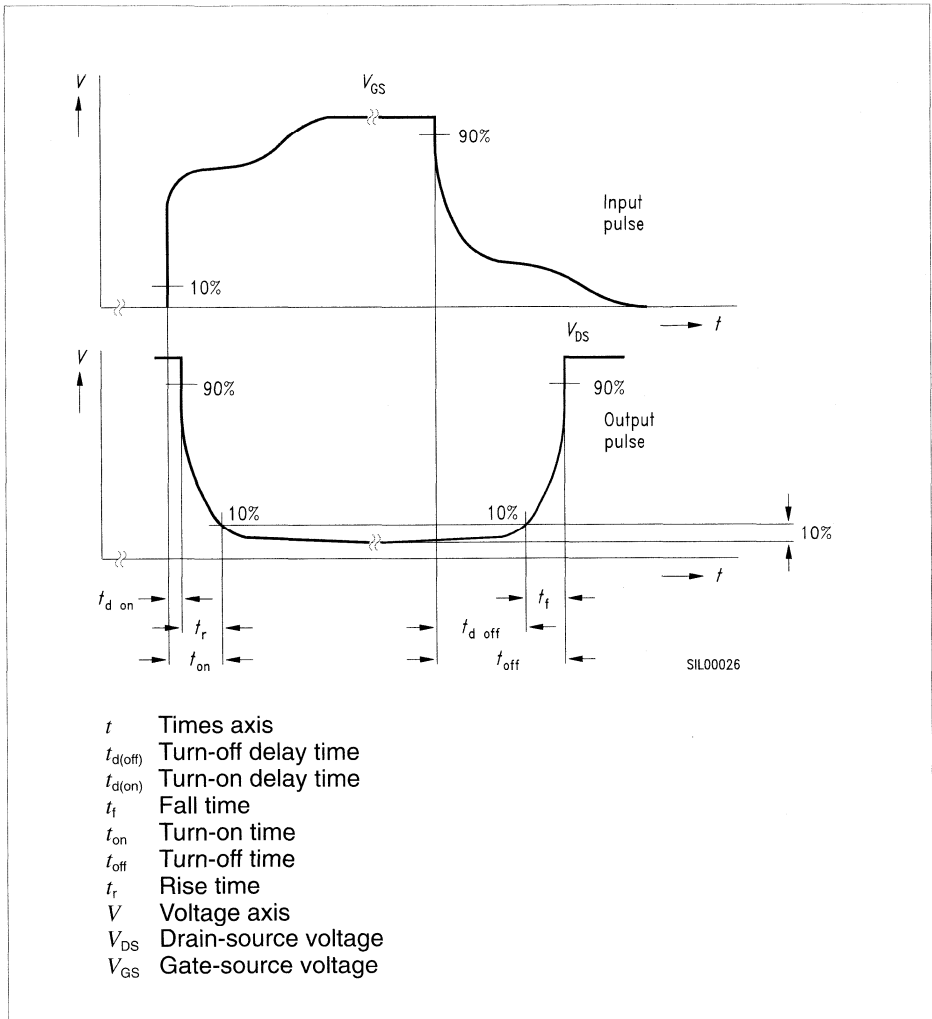 V
V_GS
90%
Input
pulse
10%
t
V_DS
V
90%
90%
Output
pulse
10%
10%
10%
t
t_d on
t_f
t_r
t_d off
t_on
t_off
SIL00026
t Times axis
t_d(off) Turn-off delay time
t_d(on) Turn-on delay time
t_f Fall time
t_on Turn-on time
t_off Turn-off time
t_r Rise time
V Voltage axis
V_DS Drain-source voltage
V_GS Gate-source voltage